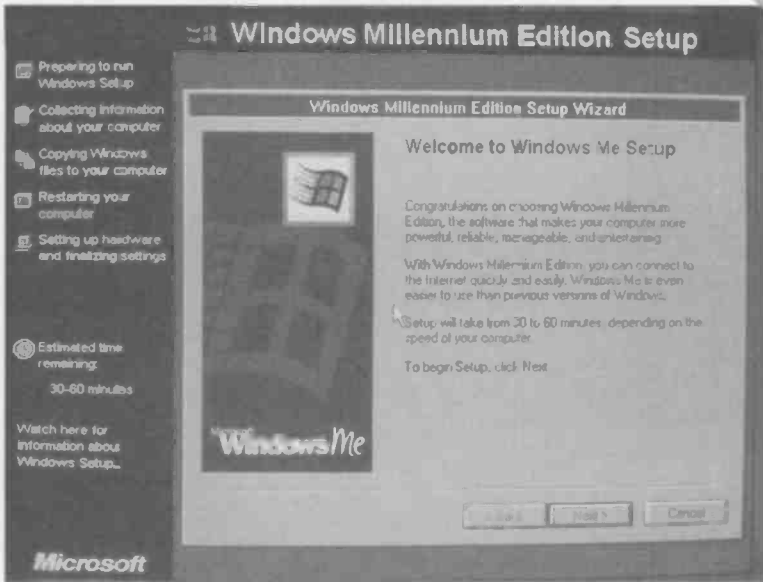 Windows Millennium Edition Setup
Preparing to run
Windows Setup
Collecting information
about your computer
Copying Windows
files to your computer
Restarting your
computer
Setting up hardware
and finalizing settings
Estimated time
remaining:
30-60 minutes
Watch here for
information about
Windows Setup...
Microsoft
Windows Millennium Edition Setup Wizard
Microsoft
Windows Me
Welcome to Windows Me Setup
Congratulations on choosing Windows Millennium
Edition, the software that makes your computer more
powerful, reliable, manageable, and entertaining.
With Windows Millennium Edition, you can connect to
the Internet quickly and easily. Windows Me is even
easier to use than previous versions of Windows.
Setup will take from 30 to 60 minutes, depending on the
speed of your computer.
To begin Setup, click Next
< Back
Next >
Cancel